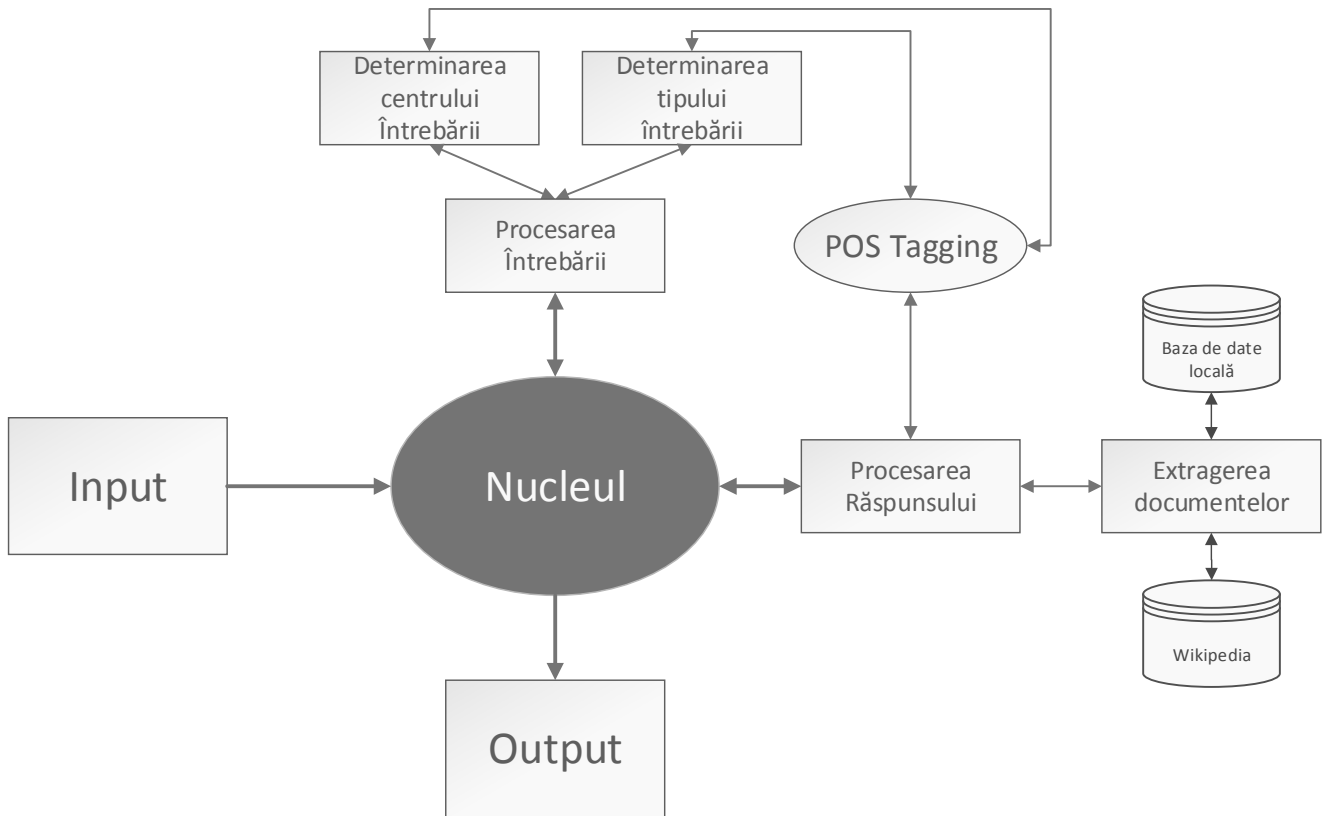 Determinarea
centrului
Întrebării
Determinarea
tipului
întrebării
Procesarea
Întrebării
POS Tagging
Baza de date
locală
Input
Nucleul
Procesarea
Răspunsului
Extragerea
documentelor
Wikipedia
Output